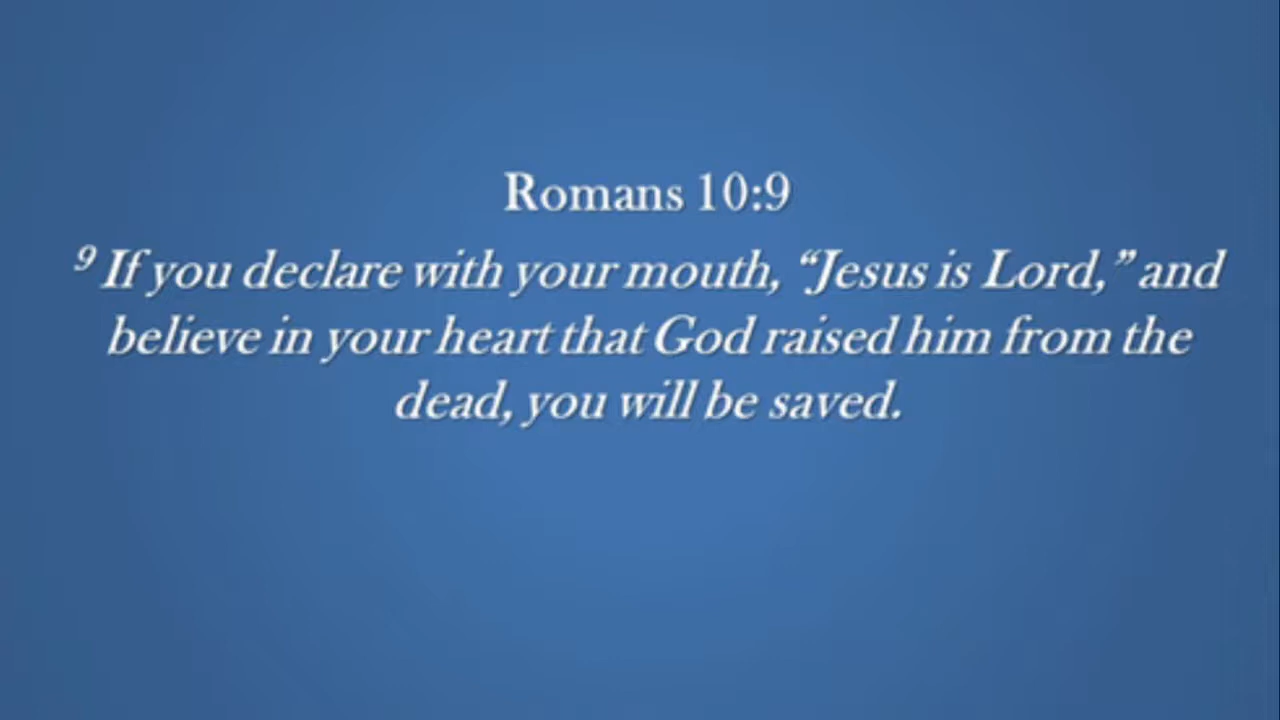 Romans 10:9
⁹ If you declare with your mouth, “Jesus is Lord,” and
believe in your heart that God raised him from the
dead, you will be saved.